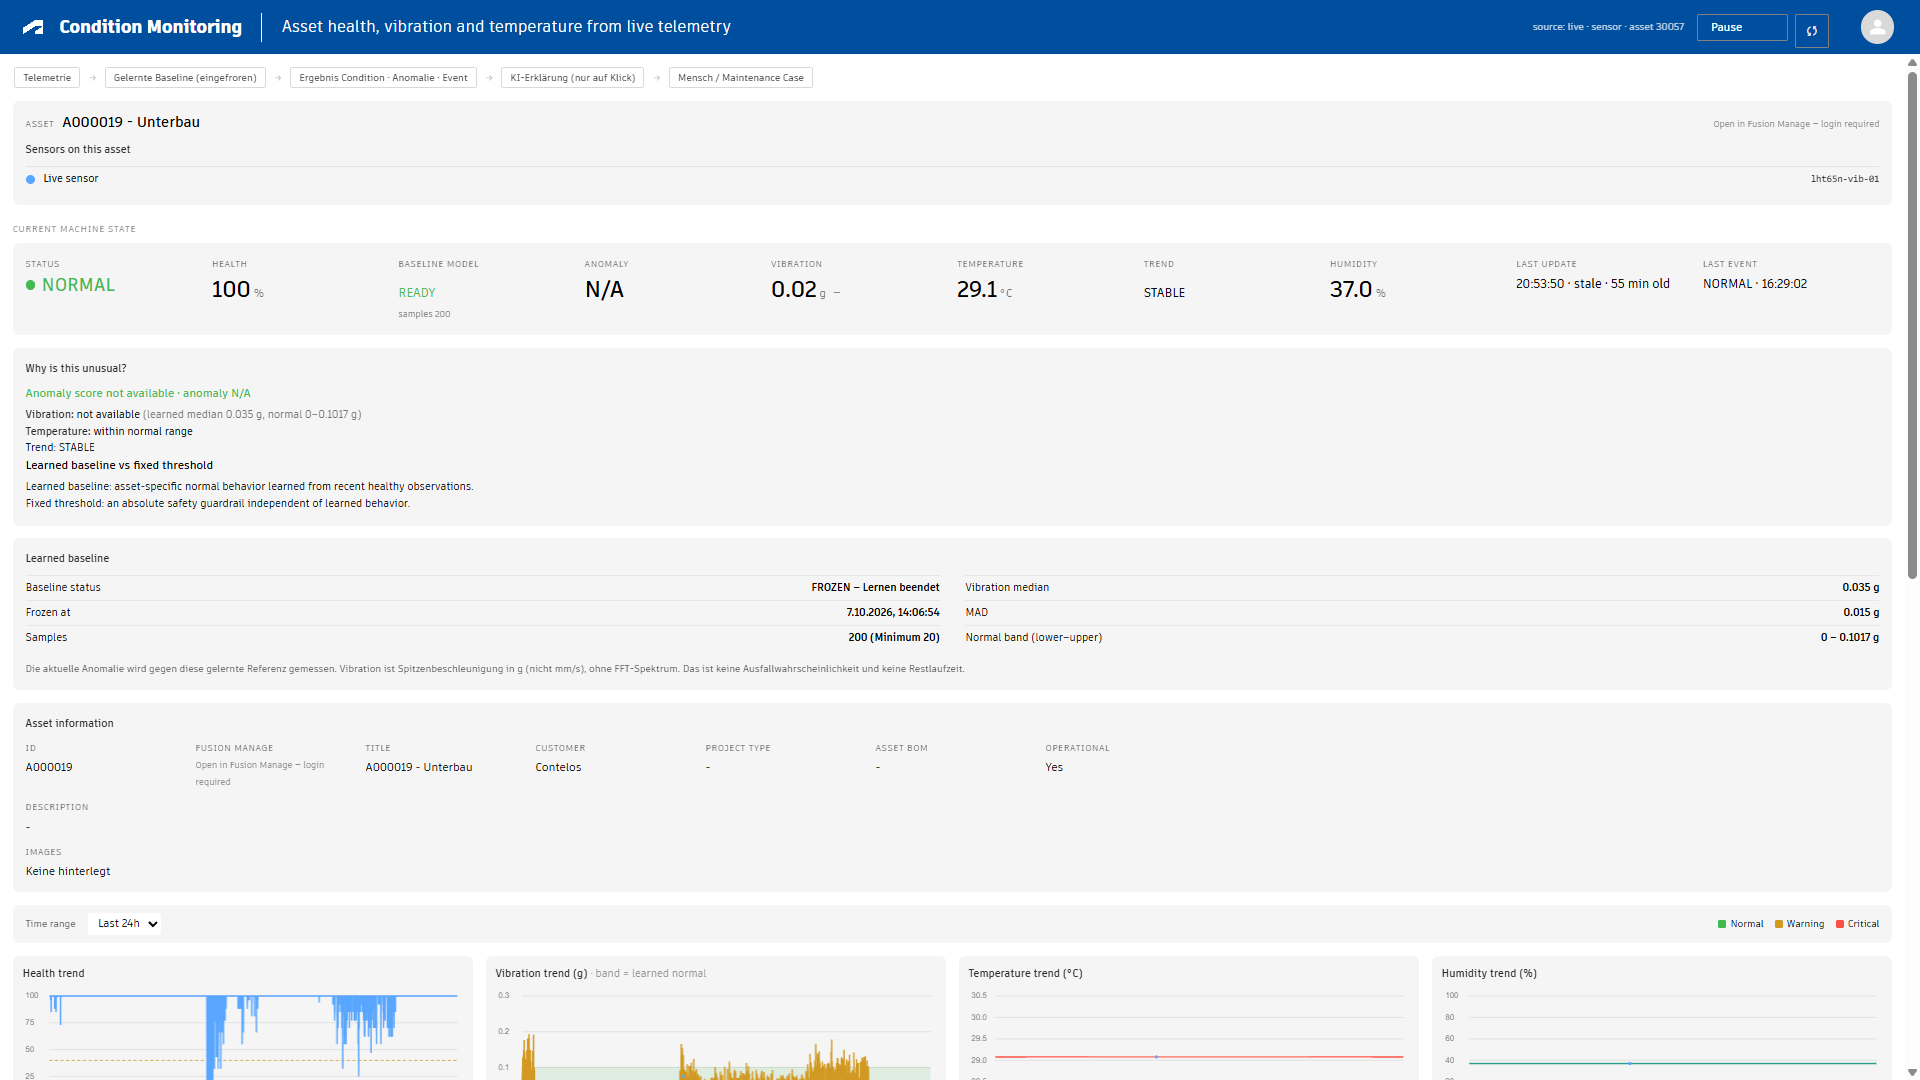 Condition Monitoring
Asset health, vibration and temperature from live telemetry
source: live · sensor · asset 30057
Pause
Telemetrie → Gelernte Baseline (eingefroren) → Ergebnis Condition · Anomalie · Event → KI-Erklärung (nur auf Klick) → Mensch / Maintenance Case
ASSET A000019 - Unterbau
Open in Fusion Manage — login required
Sensors on this asset
Live sensor
lht65n-vib-01
CURRENT MACHINE STATE
STATUS
NORMAL
HEALTH
100 %
BASELINE MODEL
READY
samples 200
ANOMALY
N/A
VIBRATION
0.02 g —
TEMPERATURE
29.1 °C
TREND
STABLE
HUMIDITY
37.0 %
LAST UPDATE
20:53:50 · stale · 55 min old
LAST EVENT
NORMAL · 16:29:02
Why is this unusual?
Anomaly score not available · anomaly N/A
Vibration: not available (learned median 0.035 g, normal 0–0.1017 g)
Temperature: within normal range
Trend: STABLE
Learned baseline vs fixed threshold
Learned baseline: asset-specific normal behavior learned from recent healthy observations.
Fixed threshold: an absolute safety guardrail independent of learned behavior.
Learned baseline
Baseline status FROZEN — Lernen beendet
Frozen at 7.10.2026, 14:06:54
Samples 200 (Minimum 20)
Vibration median 0.035 g
MAD 0.015 g
Normal band (lower–upper) 0 – 0.1017 g
Die aktuelle Anomalie wird gegen diese gelernte Referenz gemessen. Vibration ist Spitzenbeschleunigung in g (nicht mm/s), ohne FFT-Spektrum. Das ist keine Ausfallwahrscheinlichkeit und keine Restlaufzeit.
Asset information
ID
A000019
FUSION MANAGE
Open in Fusion Manage — login
required
TITLE
A000019 - Unterbau
CUSTOMER
Contelos
PROJECT TYPE
-
ASSET BOM
-
OPERATIONAL
Yes
DESCRIPTION
-
IMAGES
Keine hinterlegt
Time range Last 24h
Normal Warning Critical
Health trend
100
75
50
25
Vibration trend (g) · band = learned normal
0.3
0.2
0.1
Temperature trend (°C)
30.5
30.0
29.5
29.0
Humidity trend (%)
100
80
60
40